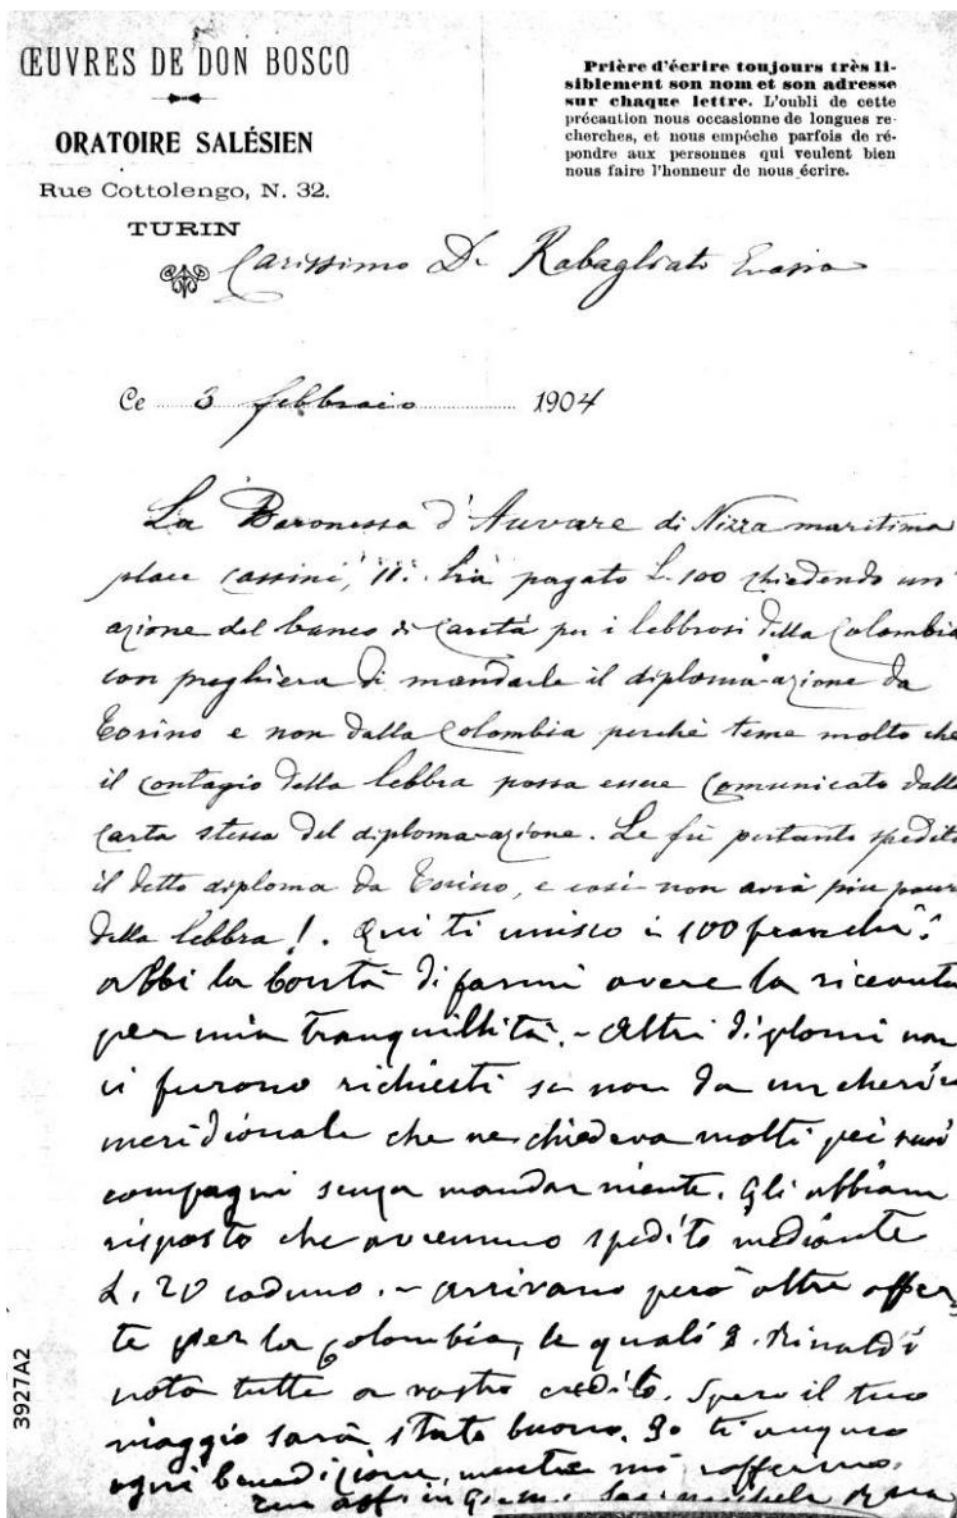 ŒUVRES DE DON BOSCO
ORATOIRE SALÉSIEN
Rue Cottolengo, N. 32.
TURIN
Prière d'écrire toujours très li-
siblement son nom et son adresse
sur chaque lettre. L'oubli de cette
précaution nous occasionne de longues re-
cherches, et nous empêche parfois de ré-
pondre aux personnes qui veulent bien
nous faire l'honneur de nous écrire.
Carissimo D. Rabagliati Evasio
Ce 3 febbraio 1904
La Baronessa d'Auvare di Nizza marittima
place Cassini, 11. ha pagato L. 100 chiedendo un'
azione del banco di Carità per i lebbrosi della Colombia
con preghiera di mandarle il diploma-azione da
Torino e non dalla Colombia perchè teme molto che
il contagio della lebbra possa essere comunicato dalla
carta stessa del diploma-azione. Le fu pertanto spedito
il detto diploma da Torino, e così non avrà più paura
della lebbra!. Qui ti unisco i 100 franchi:
abbi la bontà di farmi avere la ricevuta
per mia tranquillità. - Altri diplomi non
ci furono richiesti se non da un cherico
meridionale che ne chiedeva molti pei suoi
compagni senza mandar niente. Gli abbiam
risposto che avremmo spedito mediante
L. 20 caduno. - Arrivano però altre offer-
te per la Colombia, le quali D. Rinaldi
nota tutte a vostro credito. Spero il tuo
viaggio sarà stato buono. Io ti auguro
ogni benedizione, mentre mi raffermo.
tuo aff. in G. e M. Sac. Michele Rua
3927A2